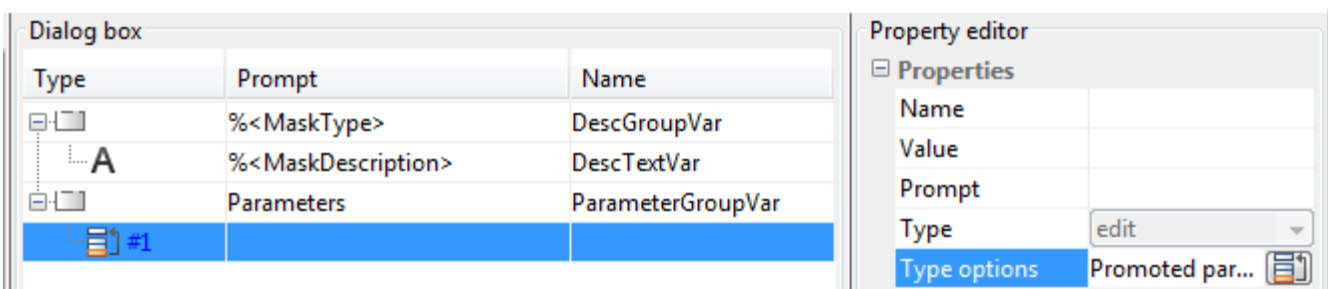 Dialog box
Type Prompt Name
%<MaskType> DescGroupVar
A %<MaskDescription> DescTextVar
Parameters ParameterGroupVar
#1
Property editor
Properties
Name
Value
Prompt
Type edit
Type options Promoted par...